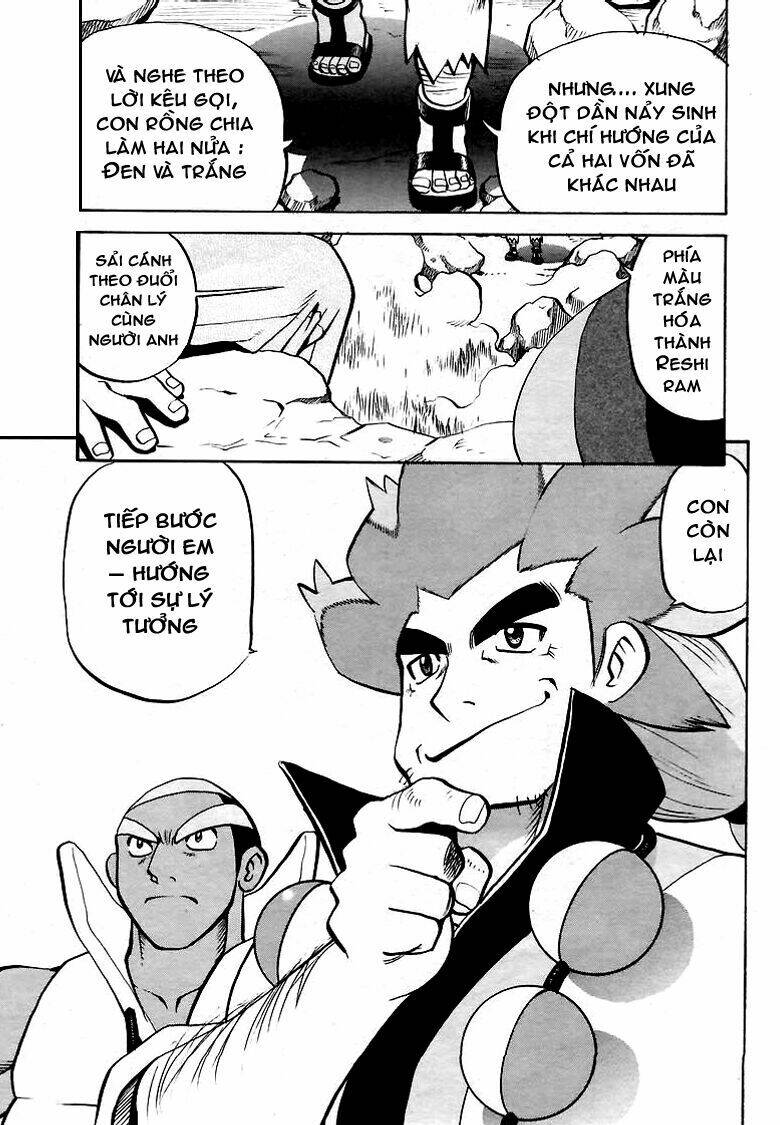 NHƯNG... XUNG
ĐỘT DẦN NẢY SINH
KHI CHÍ HƯỚNG CỦA
CẢ HAI VỐN ĐÃ
KHÁC NHAU
VÀ NGHE THEO
LỜI KÊU GỌI,
CON RỒNG CHIA
LÀM HAI NỬA :
ĐEN VÀ TRẮNG
PHÍA
MÀU
TRẮNG
HÓA
THÀNH
RESHI
RAM
SẢI CÁNH
THEO ĐUỔI
CHÂN LÝ
CÙNG
NGƯỜI ANH
CON
CÒN
LẠI
TIẾP BƯỚC
NGƯỜI EM
– HƯỚNG
TỚI SỰ LÝ
TƯỞNG